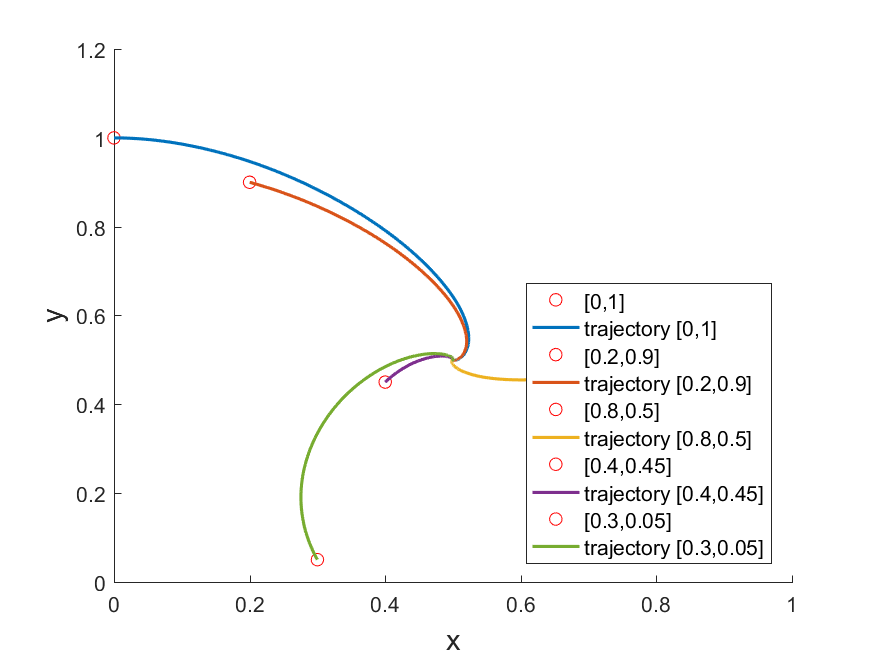 1.2
1
0.8
0.6
0.4
0.2
0
y
[0,1]
trajectory [0,1]
[0.2,0.9]
trajectory [0.2,0.9]
[0.8,0.5]
trajectory [0.8,0.5]
[0.4,0.45]
trajectory [0.4,0.45]
[0.3,0.05]
trajectory [0.3,0.05]
0 0.2 0.4 0.6 0.8 1
x